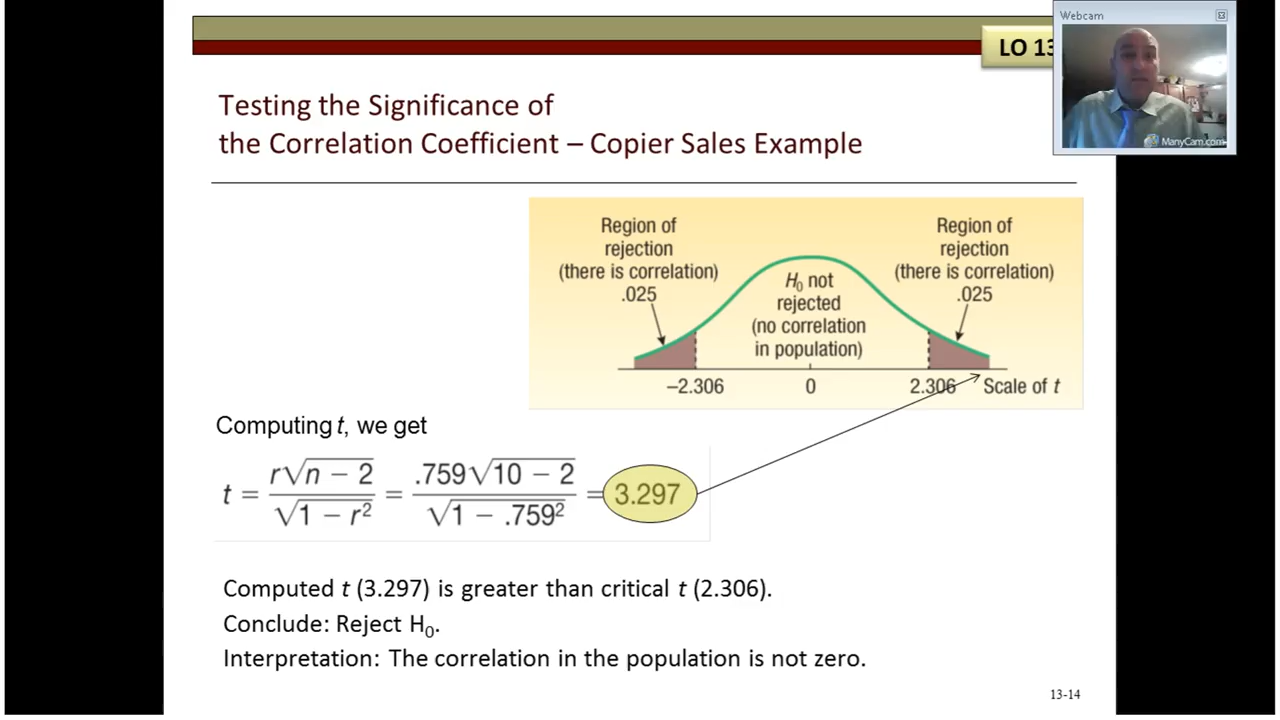 Webcam
LO 13
ManyCam.com
Testing the Significance of
the Correlation Coefficient – Copier Sales Example
Region of
rejection
(there is correlation)
.025
H₀ not
rejected
(no correlation
in population)
Region of
rejection
(there is correlation)
.025
−2.306 0 2.306 Scale of t
Computing t, we get
t = r√n − 2 / √1 − r² = .759√10 − 2 / √1 − .759² = 3.297
Computed t (3.297) is greater than critical t (2.306).
Conclude: Reject H₀.
Interpretation: The correlation in the population is not zero.
13-14